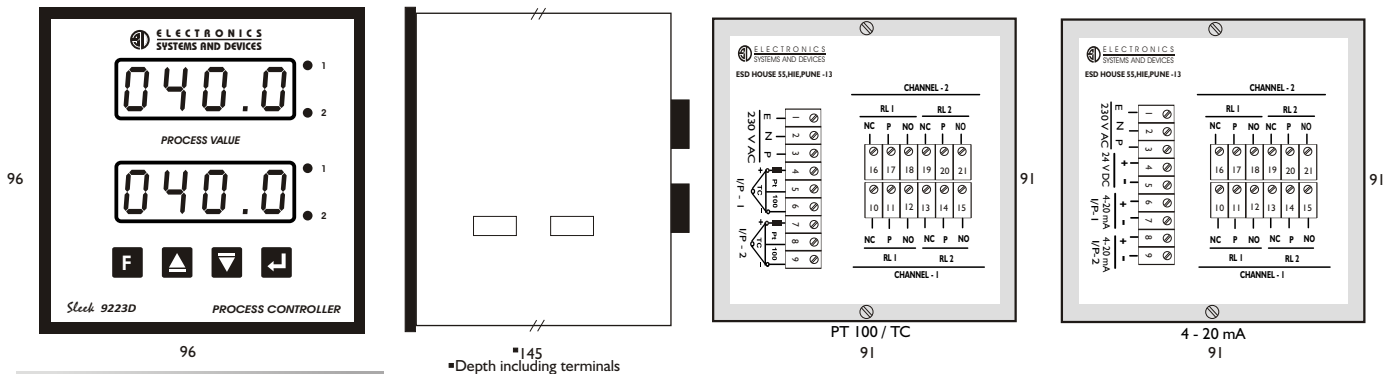 ELECTRONICS
SYSTEMS AND DEVICES
040.0
1
2
PROCESS VALUE
040.0
1
2
F
Sleek 9223D
PROCESS CONTROLLER
96
96
▪145
▪Depth including terminals
ELECTRONICS
SYSTEMS AND DEVICES
ESD HOUSE 55,HIE,PUNE -13
CHANNEL - 2
RL 1 RL 2
NC P NO NC P NO
16 17 18 19 20 21
10 11 12 13 14 15
NC P NO NC P NO
RL 1 RL 2
CHANNEL - 1
230 V AC
E 1
N 2
P 3
I/P - 1
+ 4
TC Pt 100 5
- 6
I/P - 2
+ 7
TC Pt 100 8
- 9
PT 100 / TC
91
91
ELECTRONICS
SYSTEMS AND DEVICES
ESD HOUSE 55,HIE,PUNE -13
CHANNEL - 2
RL 1 RL 2
NC P NO NC P NO
16 17 18 19 20 21
10 11 12 13 14 15
NC P NO NC P NO
RL 1 RL 2
CHANNEL - 1
230 V AC
E 1
N 2
P 3
24 V DC
+ 4
- 5
4-20 mA
I/P-1
+ 6
- 7
4-20 mA
I/P-2
+ 8
- 9
4 - 20 mA
91
91